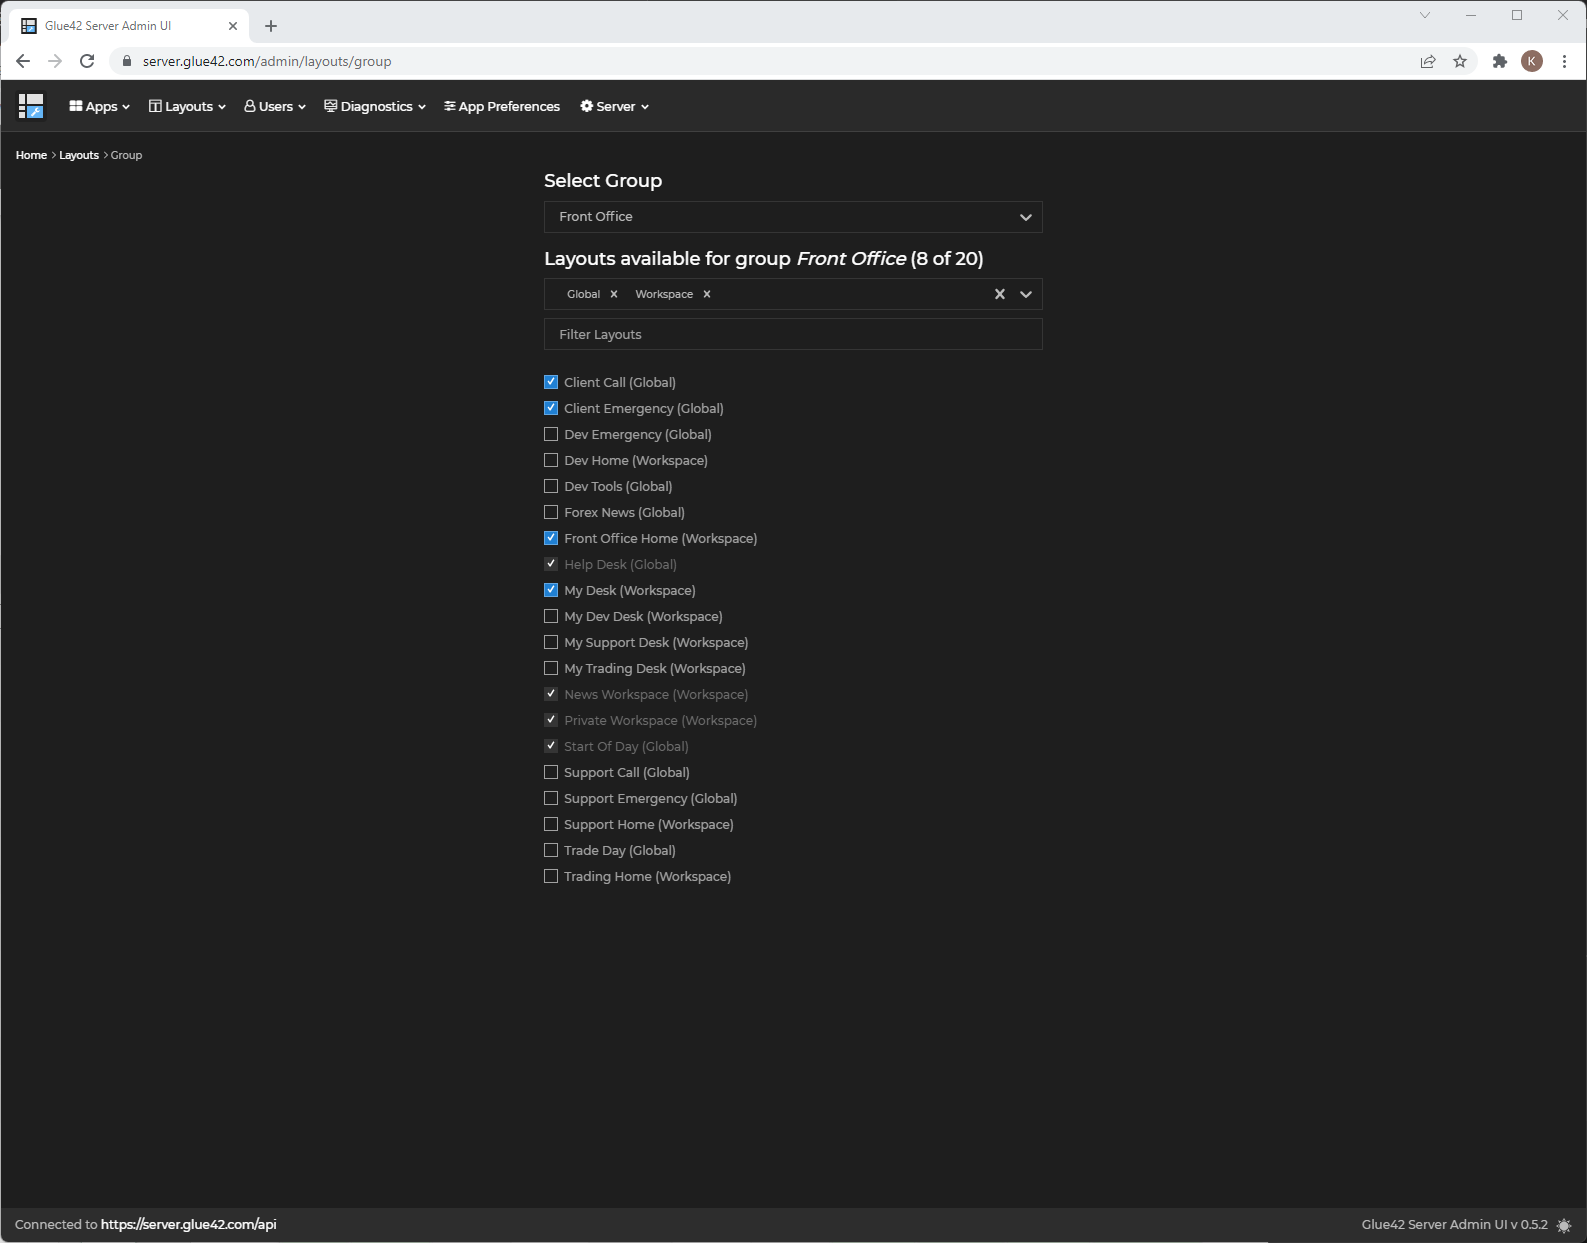 Glue42 Server Admin UI
server.glue42.com/admin/layouts/group
K
Apps Layouts Users Diagnostics App Preferences Server
Home > Layouts > Group
Select Group
Front Office
Layouts available for group Front Office (8 of 20)
Global Workspace
Filter Layouts
Client Call (Global)
Client Emergency (Global)
Dev Emergency (Global)
Dev Home (Workspace)
Dev Tools (Global)
Forex News (Global)
Front Office Home (Workspace)
Help Desk (Global)
My Desk (Workspace)
My Dev Desk (Workspace)
My Support Desk (Workspace)
My Trading Desk (Workspace)
News Workspace (Workspace)
Private Workspace (Workspace)
Start Of Day (Global)
Support Call (Global)
Support Emergency (Global)
Support Home (Workspace)
Trade Day (Global)
Trading Home (Workspace)
Connected to https://server.glue42.com/api
Glue42 Server Admin UI v 0.5.2